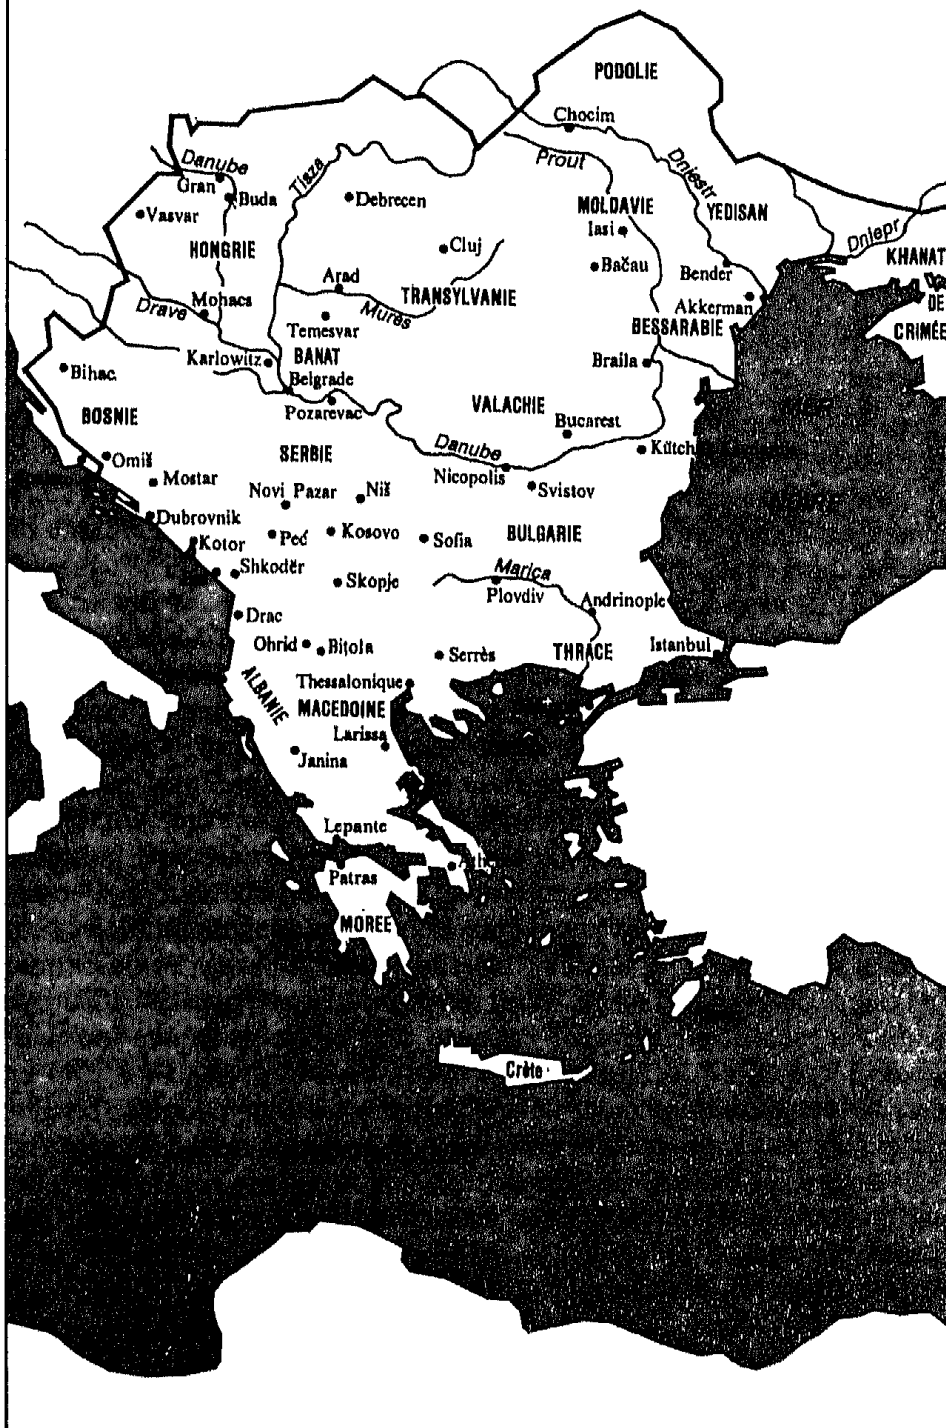 PODOLIE
Chocim
Prout
Dniestr
Danube
Tisza
Gran
Buda
Debrecen
Vasvar
MOLDAVIE
YEDISAN
Iasi
HONGRIE
Cluj
Dniepr
Bačau
Bender
KHANAT
DE
CRIMÉE
Arad
TRANSYLVANIE
Akkerman
Mohacs
Drave
Murès
Temesvar
BESSARABIE
Karlowitz
BANAT
Braila
Bihac
Belgrade
Pozarevac
VALACHIE
BOSNIE
Bucarest
SERBIE
Danube
Omiš
Mostar
Nicopolis
Svistov
Novi Pazar
Niš
Dubrovnik
Kotor
Peć
Kosovo
Sofia
BULGARIE
Shkodër
Skopje
Marica
Plovdiv
Andrinople
Drac
Ohrid
Bitola
Serrès
THRACE
Istanbul
ALBANIE
Thessalonique
MACEDOINE
Larissa
Janina
Lepante
Patras
MOREE
Crète